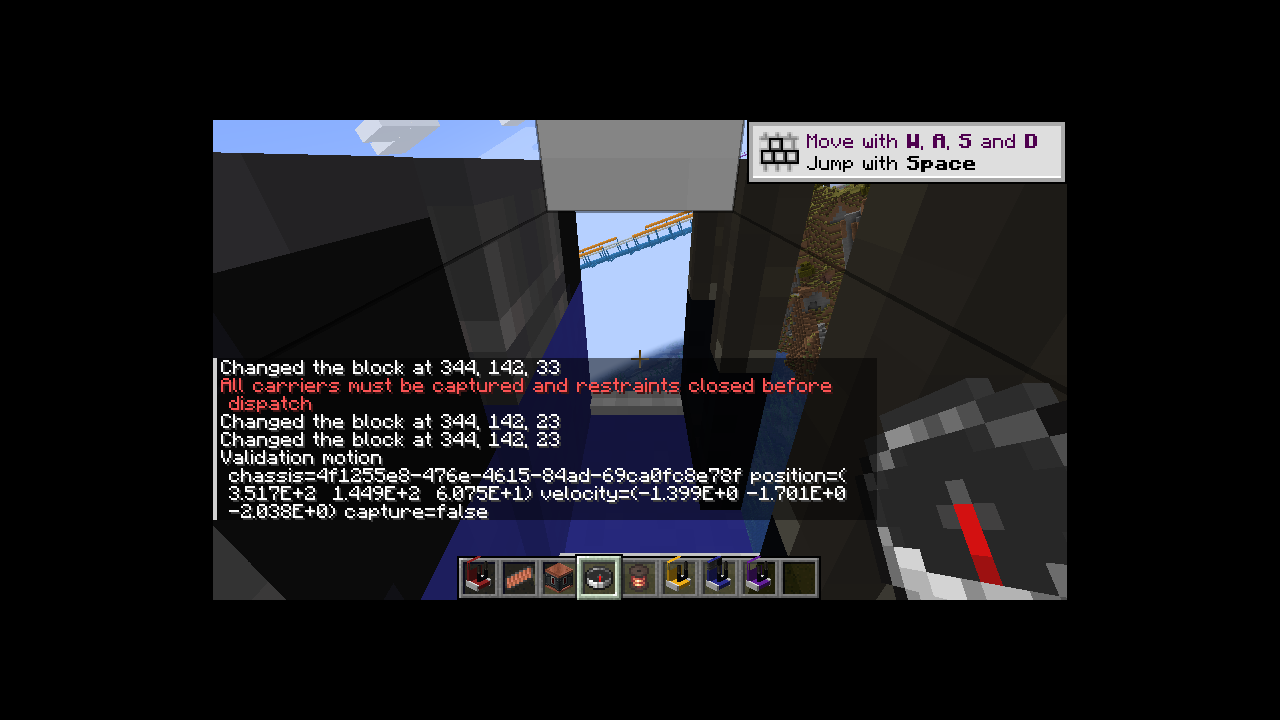 Move with W, A, S and D
Jump with Space
Changed the block at 344, 142, 33
All carriers must be captured and restraints closed before
dispatch
Changed the block at 344, 142, 23
Changed the block at 344, 142, 23
Validation motion
chassis=4f1255e8-476e-4615-84ad-69ca0fc8e78f position=(
3.517E+2 1.449E+2 6.075E+1) velocity=(-1.399E+0 -1.701E+0
-2.038E+0) capture=false